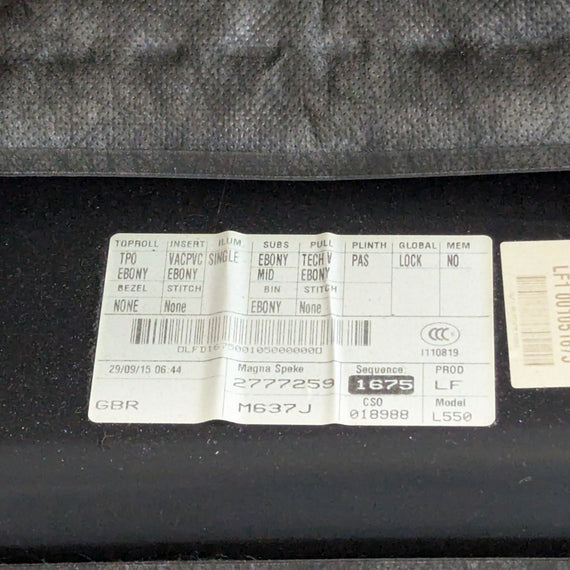 TOPROLL INSERT ILUM SUBS PULL PLINTH GLOBAL MEM
TPO VACPVC SINGLE EBONY TECH V PAS LOCK NO
EBONY EBONY MID EBONY
BEZEL STITCH BIN STITCH
NONE None EBONY None
CCC
I110819
29/09/15 06:44 Magna Speke Sequence PROD
2777259 1675 LF
CSO Model
GBR M637J 018988 L550